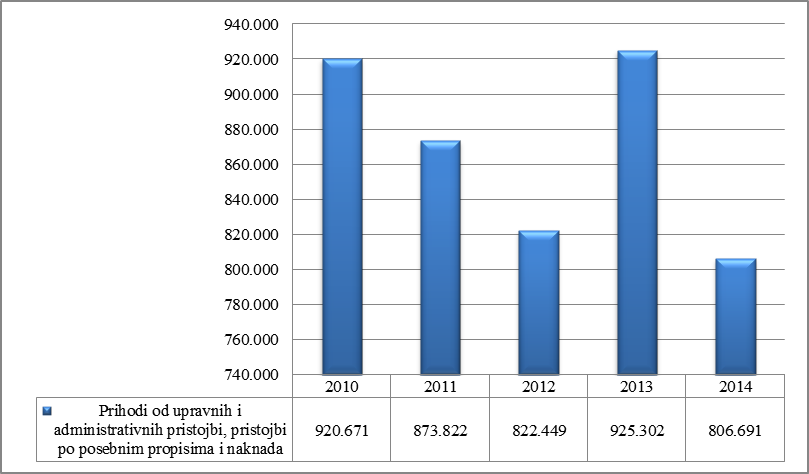 940.000
920.000
900.000
880.000
860.000
840.000
820.000
800.000
780.000
760.000
740.000
2010 2011 2012 2013 2014
Prihodi od upravnih i
administrativnih pristojbi, pristojbi
po posebnim propisima i naknada
920.671 873.822 822.449 925.302 806.691